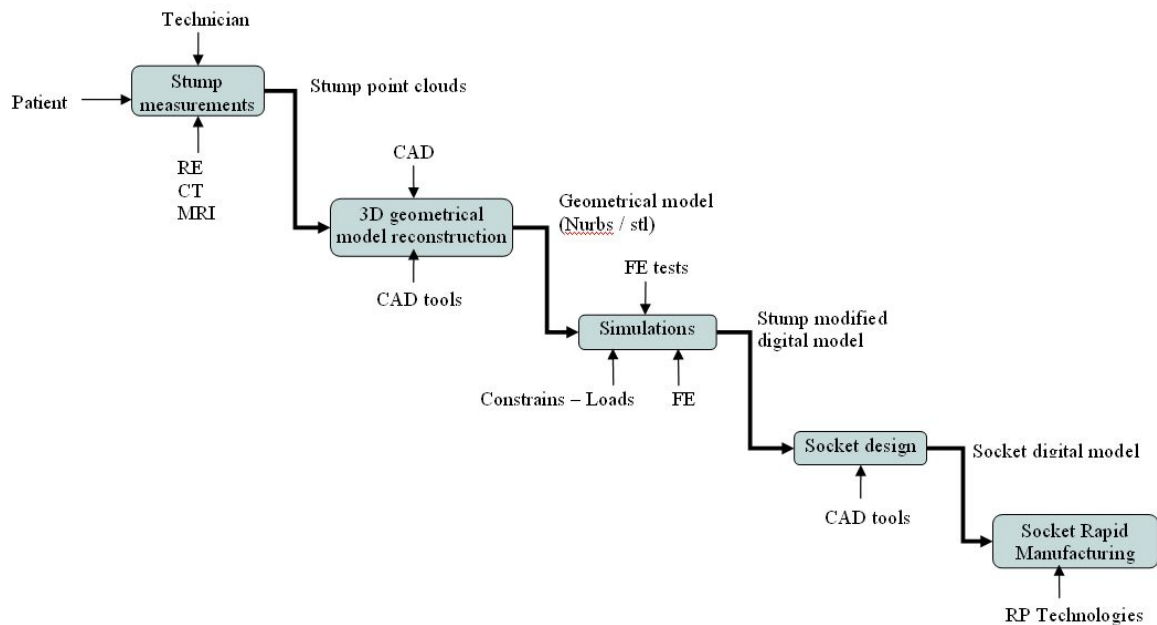 Technician
Stump
measurements
Patient
Stump point clouds
RE
CT
MRI
CAD
3D geometrical
model reconstruction
Geometrical model
(Nurbs / stl)
CAD tools
FE tests
Simulations
Stump modified
digital model
Constrains – Loads
FE
Socket design
Socket digital model
CAD tools
Socket Rapid
Manufacturing
RP Technologies